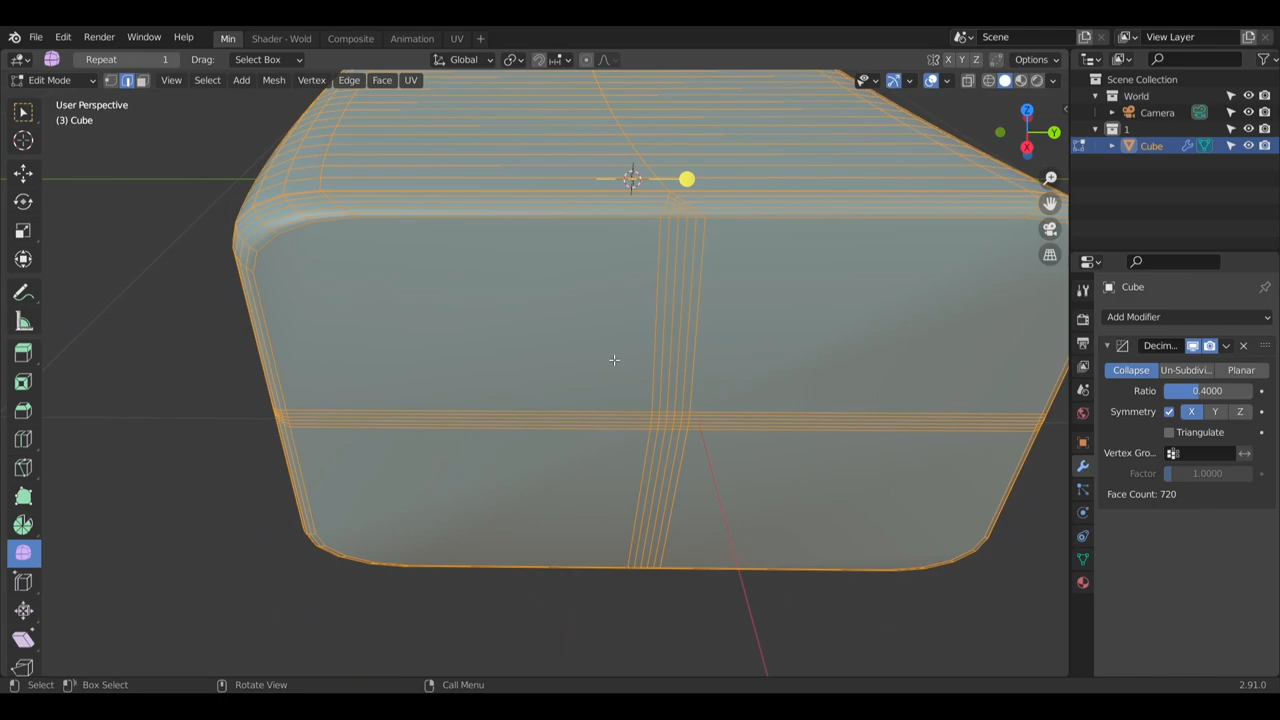 File Edit Render Window Help Min Shader - Wold Composite Animation UV + Scene View Layer
Repeat 1 Drag: Select Box Global X Y Z Options
Edit Mode View Select Add Mesh Vertex Edge Face UV
Scene Collection
User Perspective
(3) Cube
World
Camera
1
Cube
Z
Y
X
Cube
Add Modifier
Decim...
Collapse Un-Subdivi... Planar
Ratio 0.4000
Symmetry X Y Z
Triangulate
Vertex Gro...
Factor 1.0000
Face Count: 720
Select Box Select Rotate View Call Menu 2.91.0